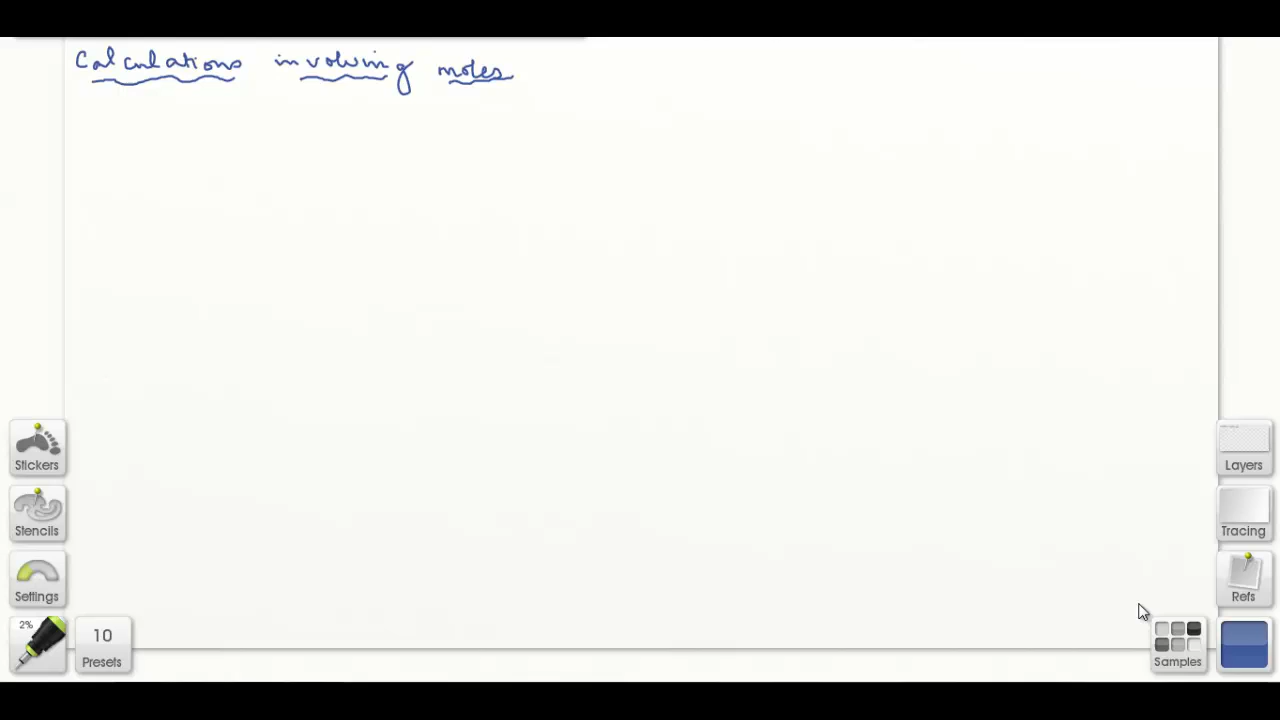 Calculations involving moles
Stickers
Layers
Stencils
Tracing
Settings
Refs
2%
10
Presets
Samples